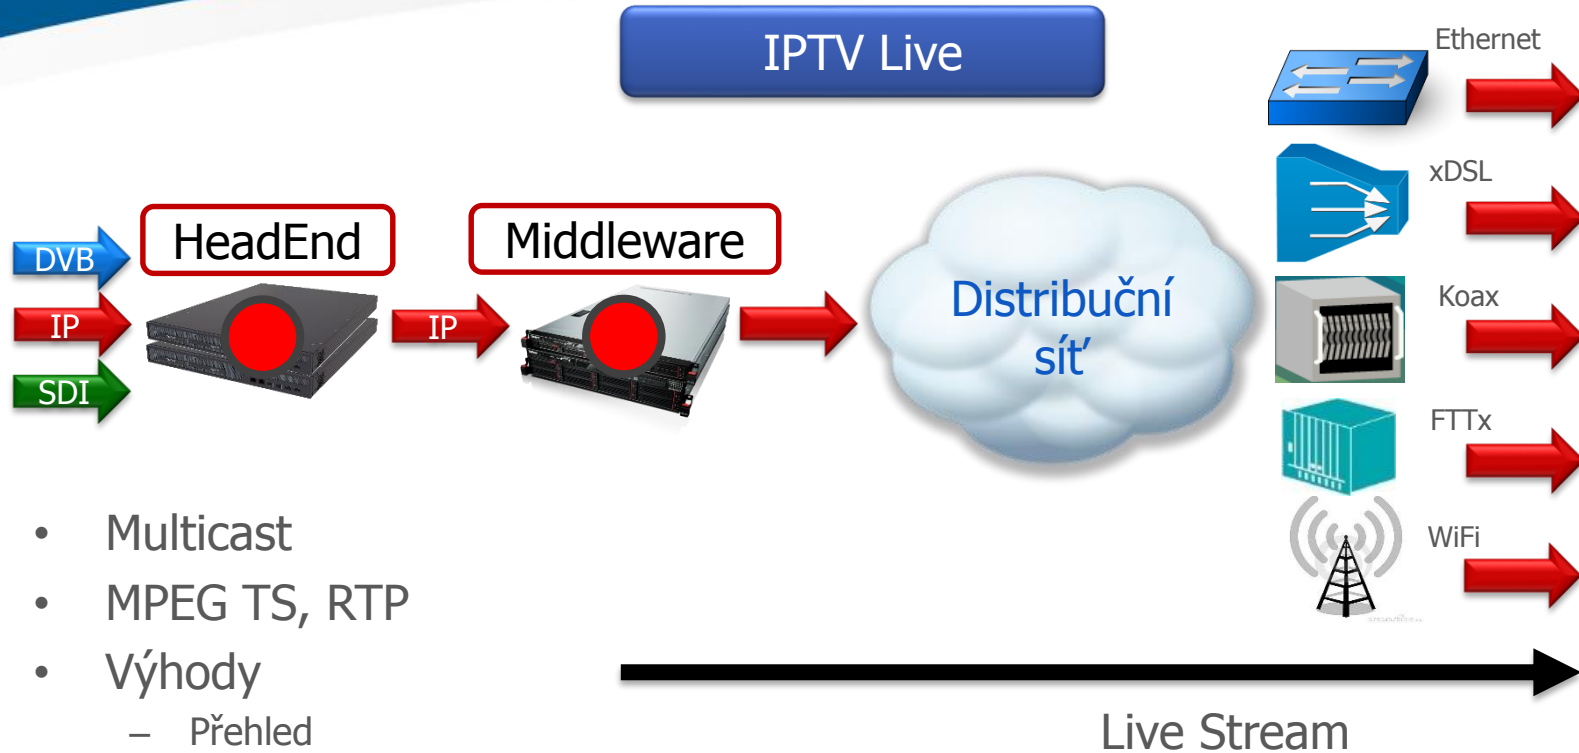 IPTV Live
Ethernet
xDSL
HeadEnd
Middleware
DVB
IP
IP
SDI
Distribuční
síť
Koax
FTTx
WiFi
• Multicast
• MPEG TS, RTP
• Výhody
– Přehled
Live Stream